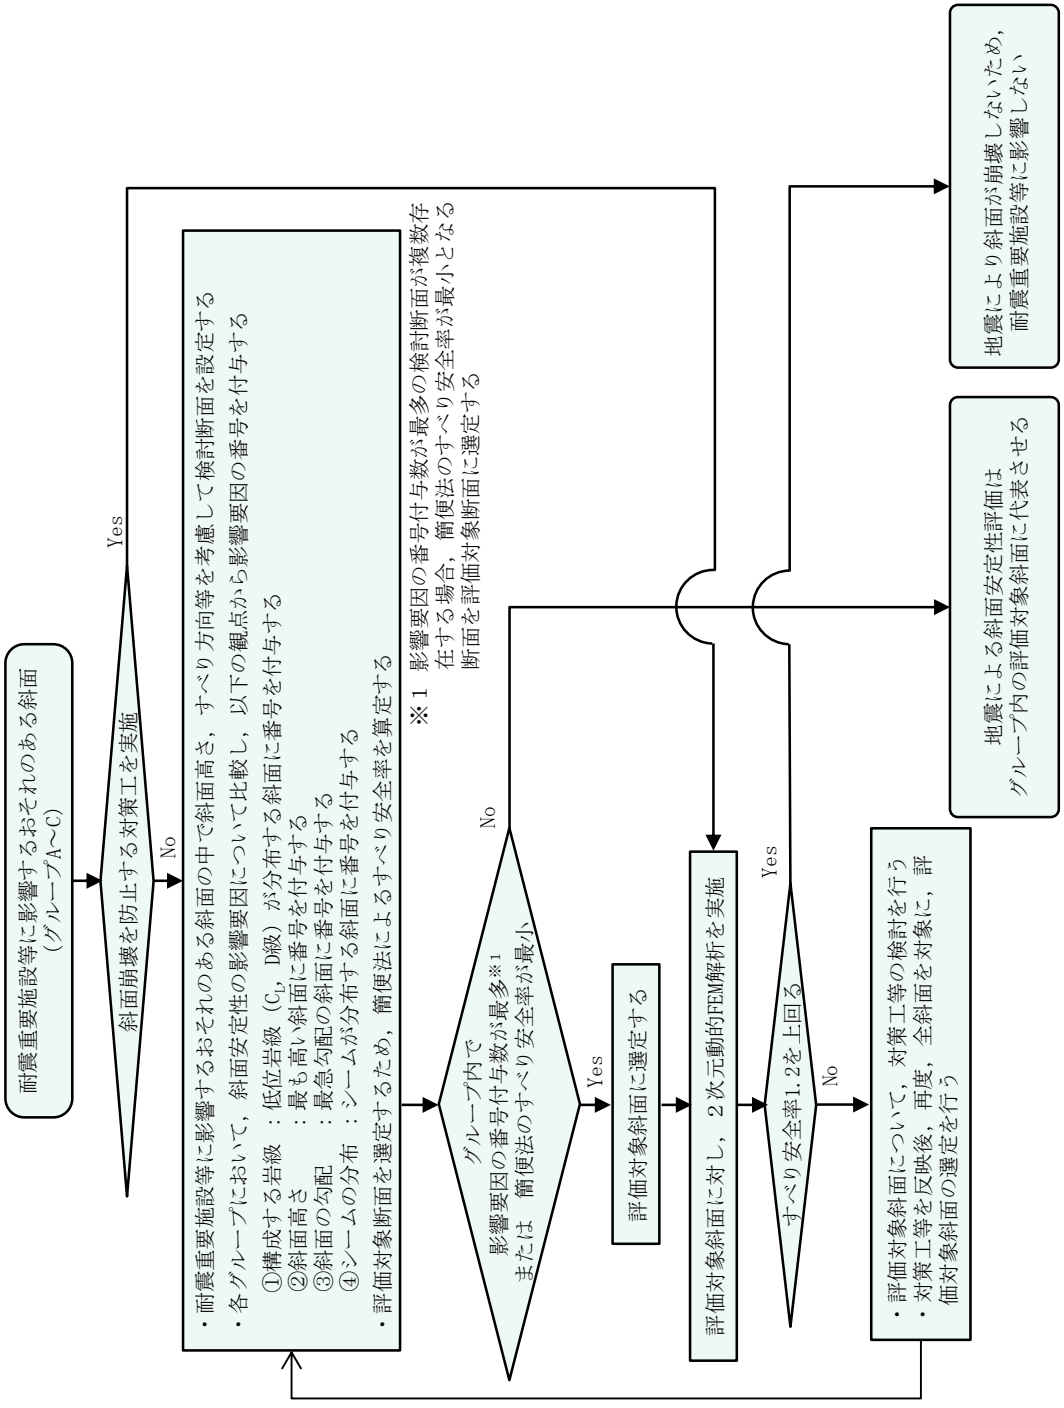 耐震重要施設等に影響するおそれのある斜面
(グループA～C)
斜面崩壊を防止する対策工を実施
Yes
No
・耐震重要施設等に影響するおそれのある斜面の中で斜面高さ，すべり方向等を考慮して検討断面を設定する
・各グループにおいて，斜面安定性の影響要因について比較し，以下の観点から影響要因の番号を付与する
①構成する岩級　：低位岩級（CL，D級）が分布する斜面に番号を付与する
②斜面高さ　：最も高い斜面に番号を付与する
③斜面の勾配　：最急勾配の斜面に番号を付与する
④シームの分布　：シームが分布する斜面に番号を付与する
・評価対象断面を選定するため，簡便法によるすべり安全率を算定する
※１　影響要因の番号付与数が最多の検討断面が複数存
在する場合，簡便法のすべり安全率が最小となる
断面を評価対象断面に選定する
グループ内で
影響要因の番号付与数が最多※1
または　簡便法のすべり安全率が最小
No
Yes
評価対象斜面に選定する
評価対象斜面に対し，２次元動的FEM解析を実施
すべり安全率1.2を上回る
Yes
No
・評価対象斜面について，対策工等の検討を行う
・対策工等を反映後，再度，全斜面を対象に，評
価対象斜面の選定を行う
地震による斜面安定性評価は
グループ内の評価対象斜面に代表させる
地震により斜面が崩壊しないため，
耐震重要施設等に影響しない